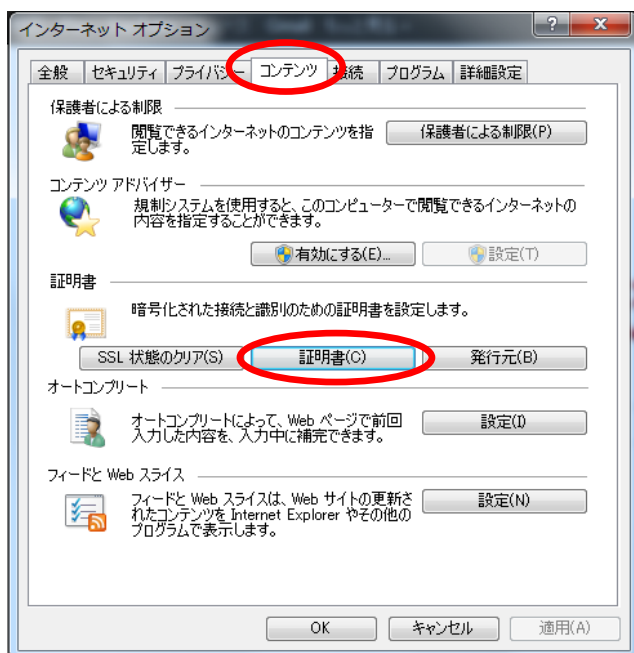 インターネット オプション
全般 セキュリティ プライバシー コンテンツ 接続 プログラム 詳細設定
保護者による制限
閲覧できるインターネットのコンテンツを指定します。
保護者による制限(P)
コンテンツ アドバイザー
規制システムを使用すると、このコンピューターで閲覧できるインターネットの
内容を指定することができます。
有効にする(E)... 設定(T)
証明書
暗号化された接続と識別のための証明書を設定します。
SSL 状態のクリア(S) 証明書(C) 発行元(B)
オートコンプリート
オートコンプリートによって、Web ページで前回
入力した内容を、入力中に補完できます。
設定(I)
フィードと Web スライス
フィードと Web スライスは、Web サイトの更新さ
れたコンテンツを Internet Explorer やその他の
プログラムで表示します。
設定(N)
OK キャンセル 適用(A)